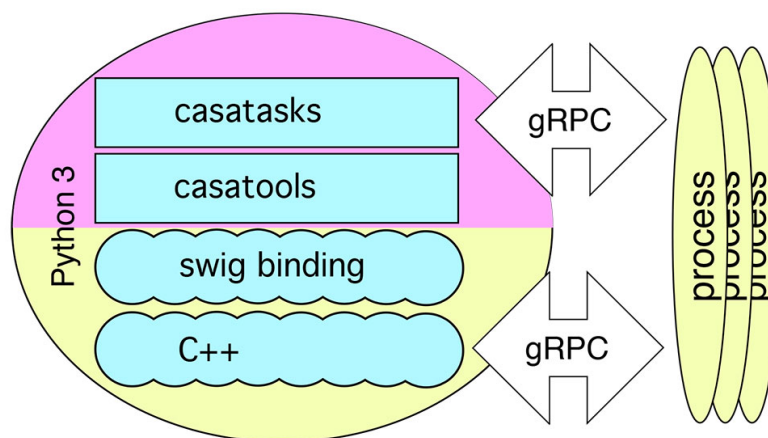 casatasks
casatools
swig binding
C++
Python 3
gRPC
gRPC
process
process
process